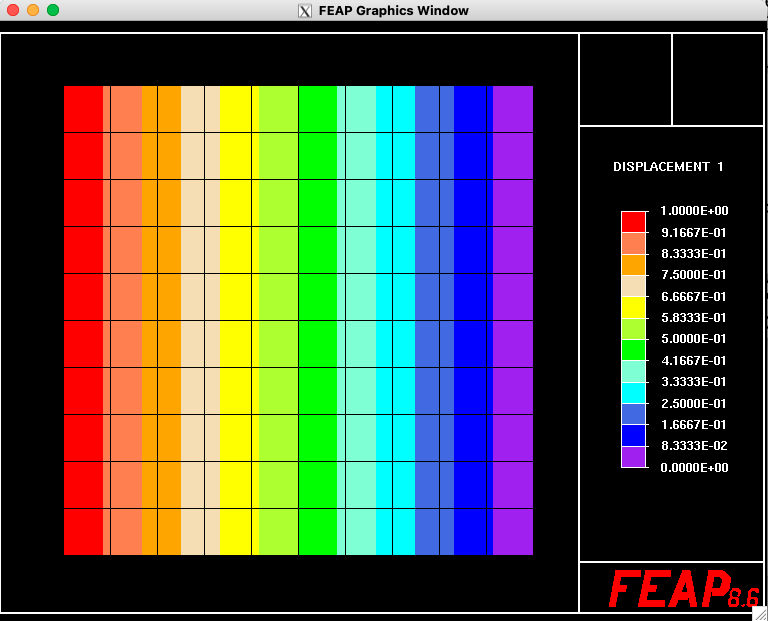 FEAP Graphics Window
DISPLACEMENT 1
1.0000E+00
9.1667E-01
8.3333E-01
7.5000E-01
6.6667E-01
5.8333E-01
5.0000E-01
4.1667E-01
3.3333E-01
2.5000E-01
1.6667E-01
8.3333E-02
0.0000E+00
FEAP 8.6